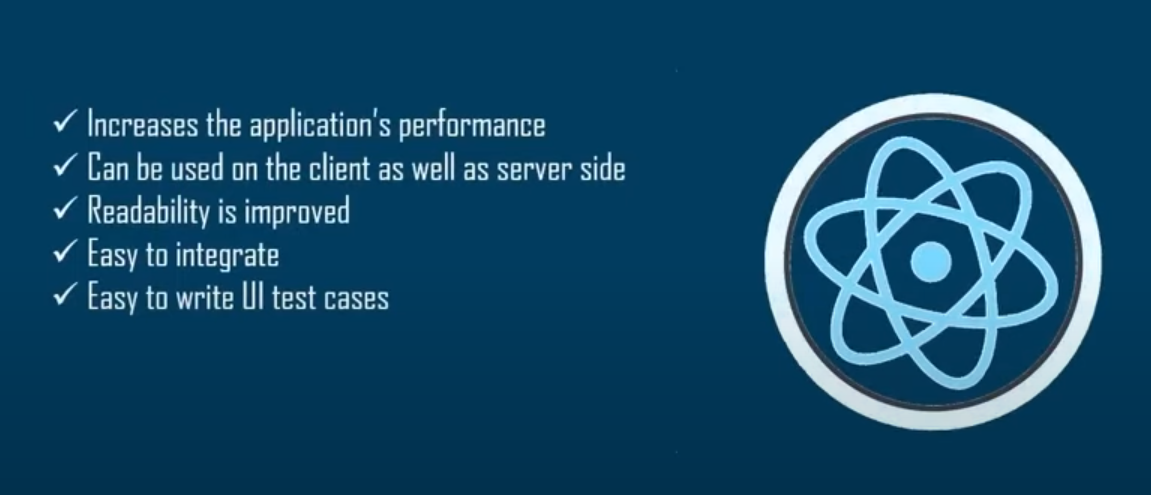 ✓ Increases the application's performance
✓ Can be used on the client as well as server side
✓ Readability is improved
✓ Easy to integrate
✓ Easy to write UI test cases